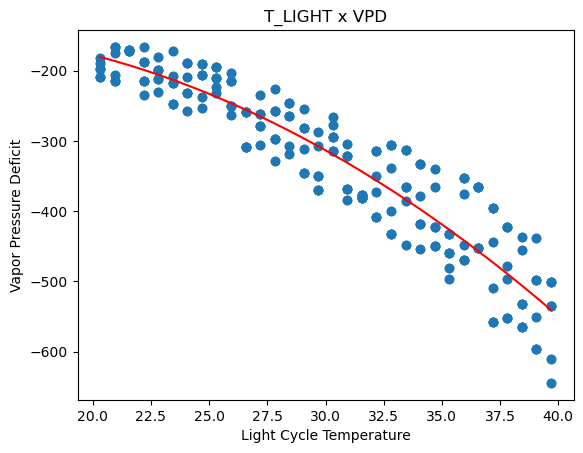 T_LIGHT x VPD
Vapor Pressure Deficit
−200
−300
−400
−500
−600
20.0 22.5 25.0 27.5 30.0 32.5 35.0 37.5 40.0
Light Cycle Temperature